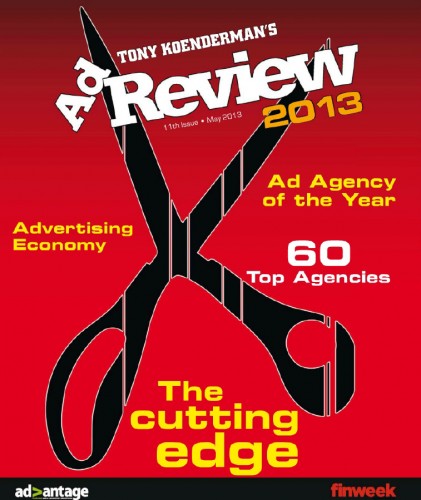 TONY KOENDERMAN'S
Ad Review
2013
11th Issue • May 2013
Ad Agency
of the Year
Advertising
Economy
60
Top Agencies
The
cutting
edge
ad>antage
finweek